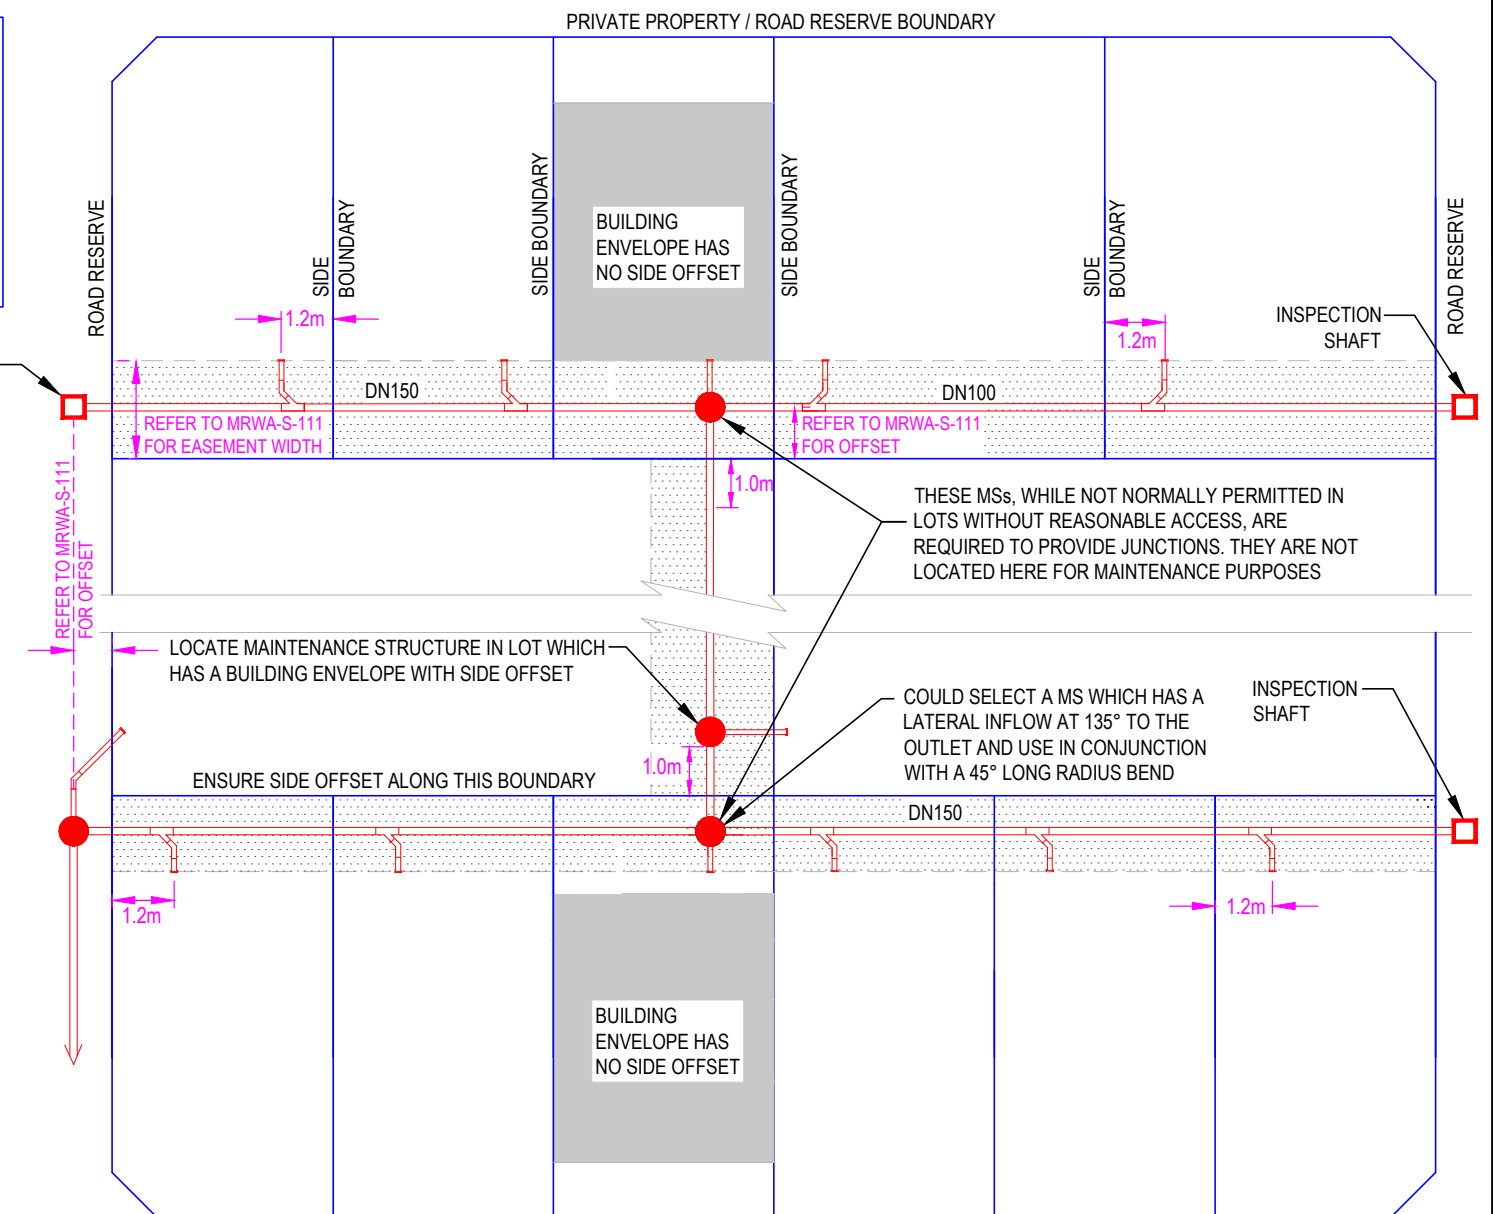 PRIVATE PROPERTY / ROAD RESERVE BOUNDARY
ROAD RESERVE
SIDE
BOUNDARY
SIDE BOUNDARY
BUILDING
ENVELOPE HAS
NO SIDE OFFSET
SIDE BOUNDARY
SIDE
BOUNDARY
ROAD RESERVE
INSPECTION
SHAFT
1.2m
1.2m
DN150
DN100
REFER TO MRWA-S-111
FOR EASEMENT WIDTH
REFER TO MRWA-S-111
FOR OFFSET
REFER TO MRWA-S-111
FOR OFFSET
1.0m
THESE MSs, WHILE NOT NORMALLY PERMITTED IN
LOTS WITHOUT REASONABLE ACCESS, ARE
REQUIRED TO PROVIDE JUNCTIONS. THEY ARE NOT
LOCATED HERE FOR MAINTENANCE PURPOSES
LOCATE MAINTENANCE STRUCTURE IN LOT WHICH
HAS A BUILDING ENVELOPE WITH SIDE OFFSET
COULD SELECT A MS WHICH HAS A
LATERAL INFLOW AT 135° TO THE
OUTLET AND USE IN CONJUNCTION
WITH A 45° LONG RADIUS BEND
INSPECTION
SHAFT
1.0m
ENSURE SIDE OFFSET ALONG THIS BOUNDARY
DN150
1.2m
1.2m
BUILDING
ENVELOPE HAS
NO SIDE OFFSET